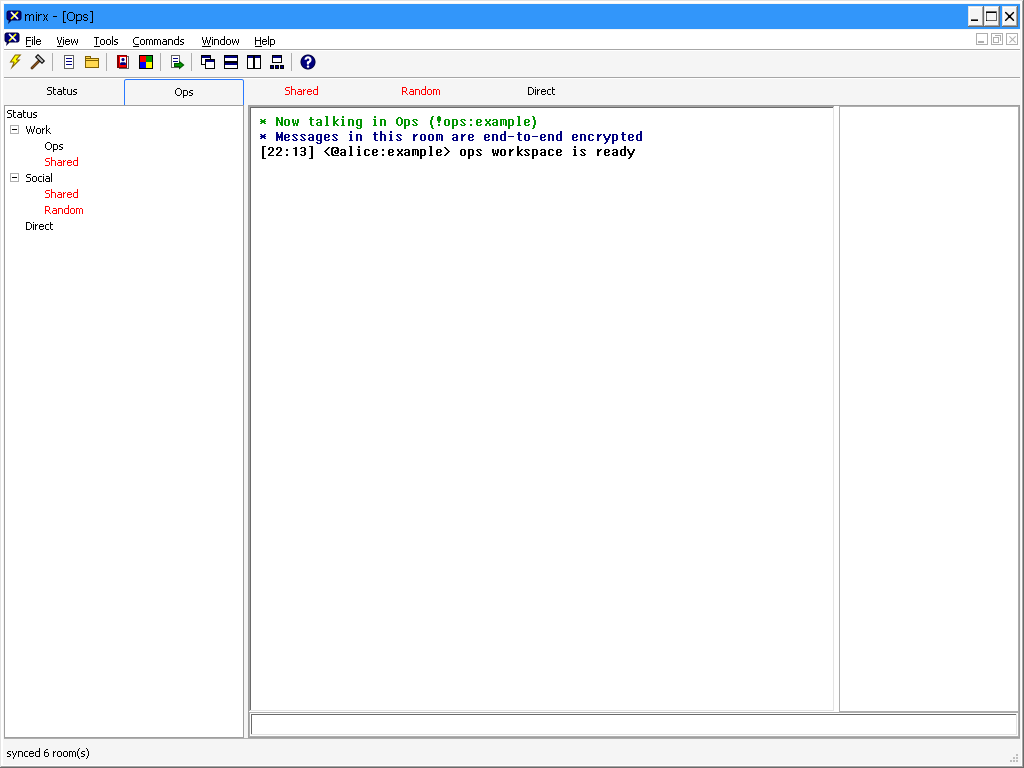 mirx - [Ops]
File View Tools Commands Window Help
Status Ops Shared Random Direct
Status
Work
Ops
Shared
Social
Shared
Random
Direct
* Now talking in Ops (!ops:example)
* Messages in this room are end-to-end encrypted
[22:13] <@alice:example> ops workspace is ready
synced 6 room(s)